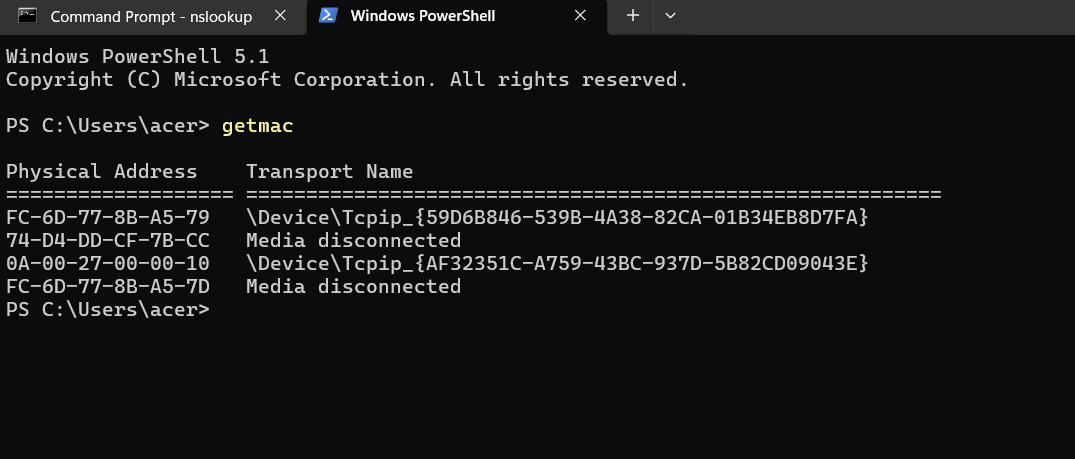 Command Prompt - nslookup
Windows PowerShell
Windows PowerShell 5.1
Copyright (C) Microsoft Corporation. All rights reserved.
PS C:\Users\acer> getmac
Physical Address    Transport Name
=================== ==========================================================
FC-6D-77-8B-A5-79   \Device\Tcpip_{59D6B846-539B-4A38-82CA-01B34EB8D7FA}
74-D4-DD-CF-7B-CC   Media disconnected
0A-00-27-00-00-10   \Device\Tcpip_{AF32351C-A759-43BC-937D-5B82CD09043E}
FC-6D-77-8B-A5-7D   Media disconnected
PS C:\Users\acer>